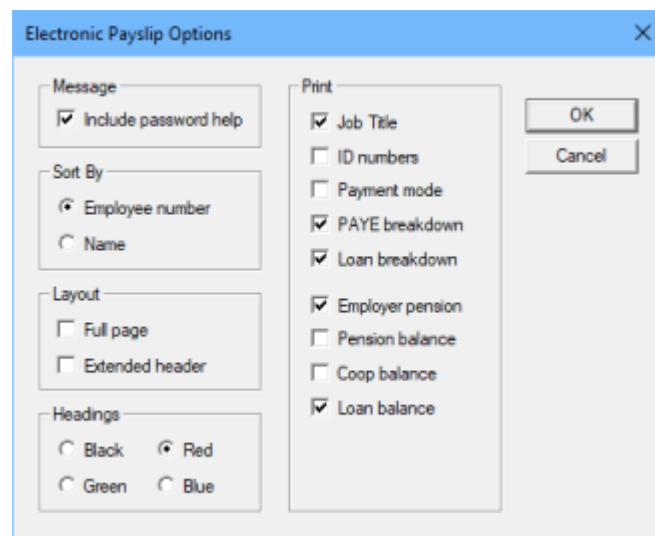 Electronic Payslip Options
Message
Include password help
Sort By
Employee number
Name
Layout
Full page
Extended header
Headings
Black Red
Green Blue
Print
Job Title
ID numbers
Payment mode
PAYE breakdown
Loan breakdown
Employer pension
Pension balance
Coop balance
Loan balance
OK
Cancel